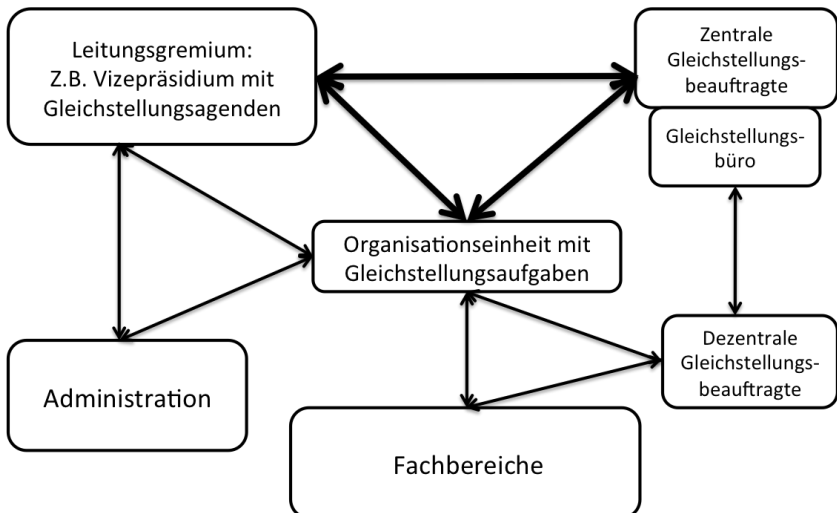 Leitungsgremium:
Z.B. Vizepräsidium mit
Gleichstellungsagenden
Zentrale
Gleichstellungs-
beauftragte
Gleichstellungs-
büro
Organisationseinheit mit
Gleichstellungsaufgaben
Dezentrale
Gleichstellungs-
beauftragte
Administration
Fachbereiche